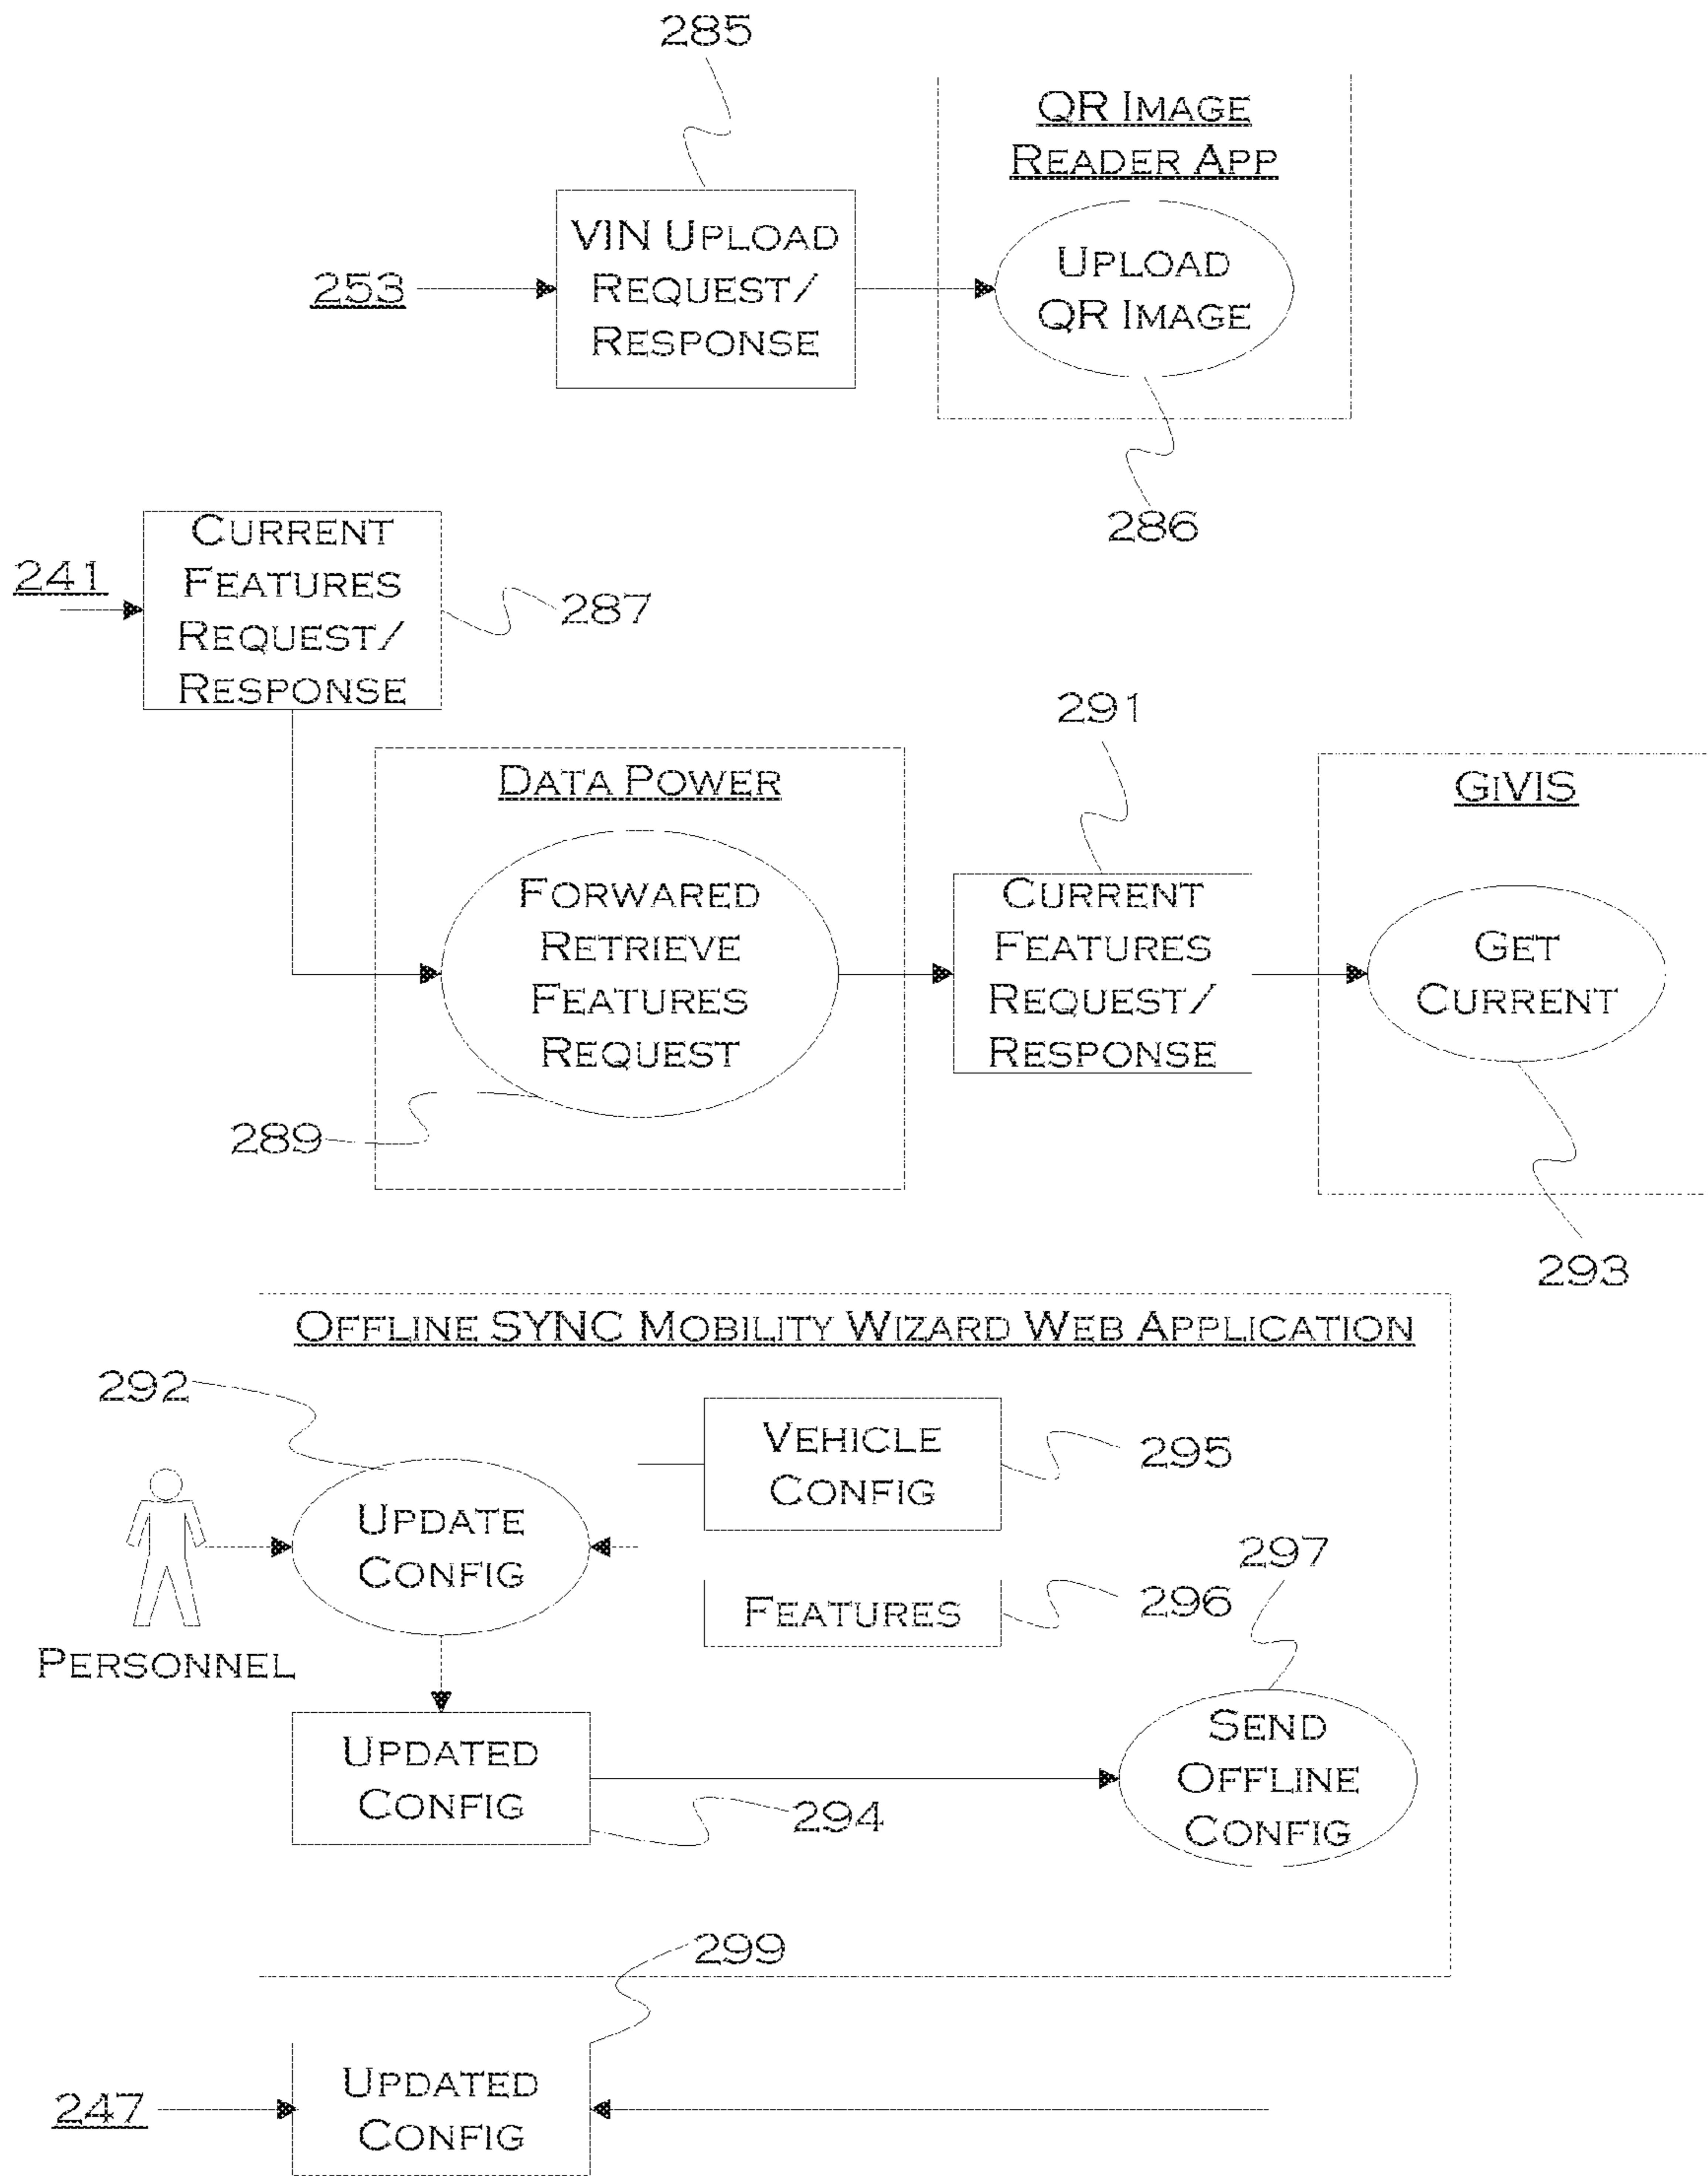 285
QR IMAGE
READER APP
VIN UPLOAD
REQUEST/
RESPONSE
253
UPLOAD
QR IMAGE
286
CURRENT
FEATURES
REQUEST/
RESPONSE
241
287
291
DATA POWER
GIVIS
FORWARED
RETRIEVE
FEATURES
REQUEST
CURRENT
FEATURES
REQUEST/
RESPONSE
GET
CURRENT
289
293
OFFLINE SYNC MOBILITY WIZARD WEB APPLICATION
292
VEHICLE
CONFIG
295
UPDATE
CONFIG
297
FEATURES
296
PERSONNEL
UPDATED
CONFIG
294
SEND
OFFLINE
CONFIG
299
UPDATED
CONFIG
247